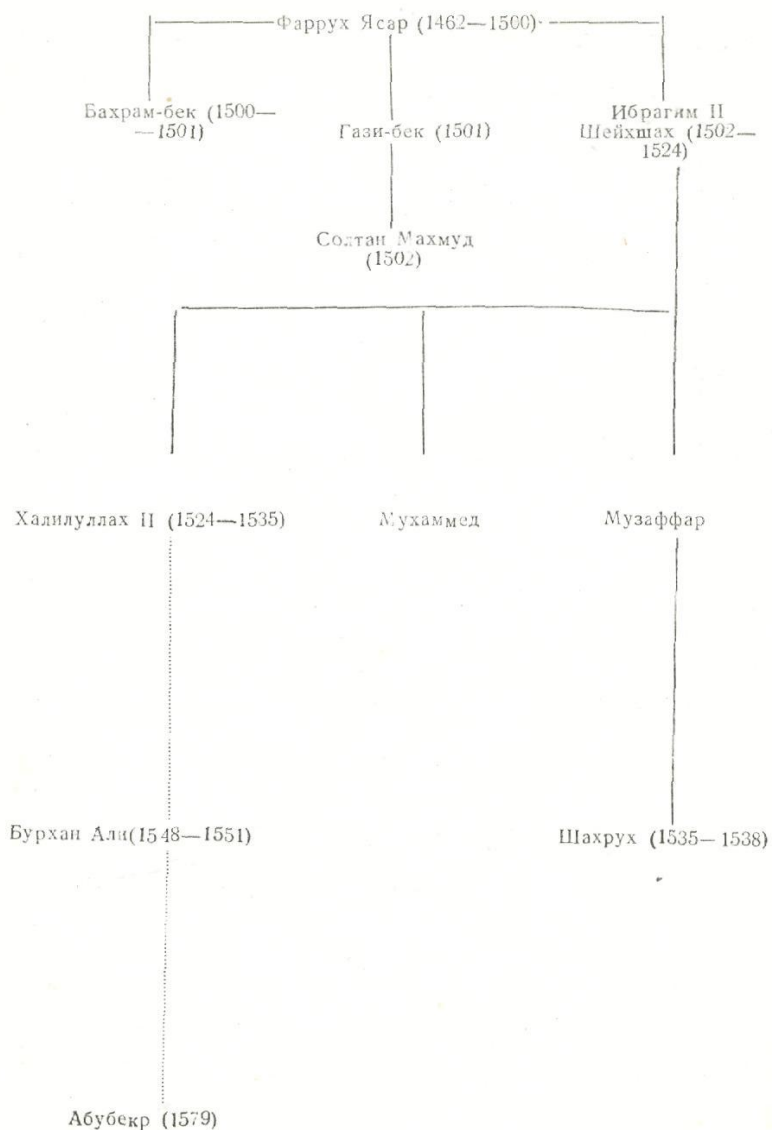 Фаррух Ясар (1462—1500)
Бахрам-бек (1500—
—1501)
Гази-бек (1501)
Ибрагим II
Шейхшах (1502—
1524)
Солтан Махмуд
(1502)
Халилуллах II (1524—1535)
Мухаммед
Музаффар
Бурхан Али(1548—1551)
Шахрух (1535—1538)
Абубекр (1579)